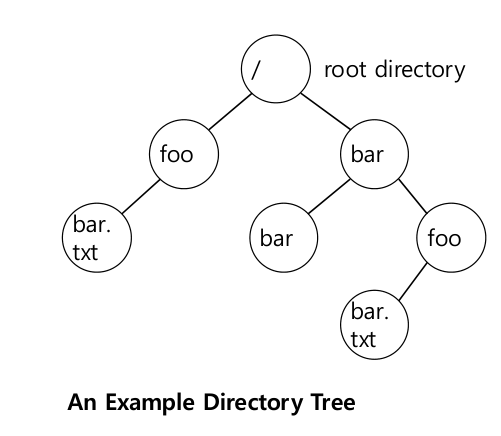 /
root directory
foo
bar
bar.
txt
bar
foo
bar.
txt
An Example Directory Tree